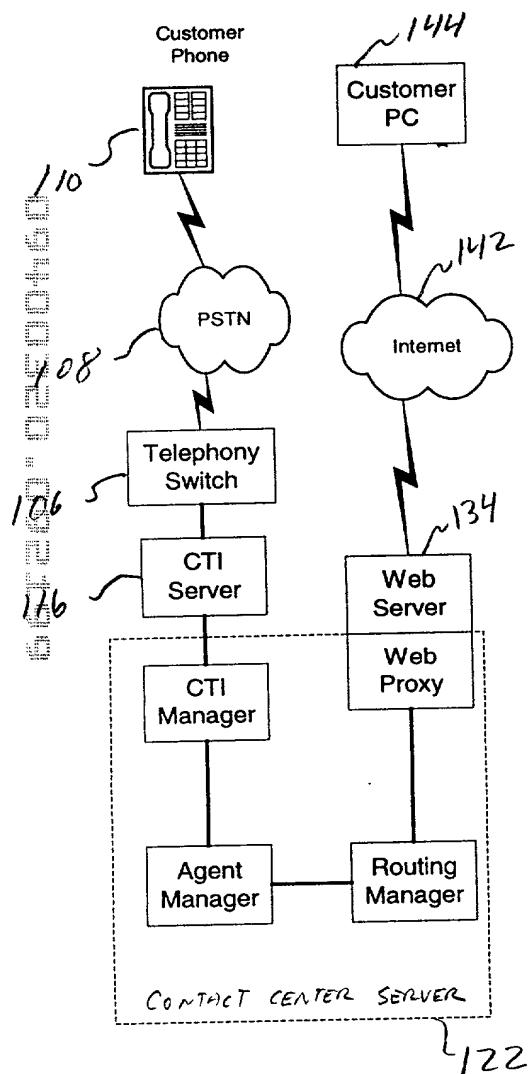 Customer
Phone
110
144
Customer
PC
PSTN
108
142
Internet
Telephony
Switch
106
CTI
Server
116
134
Web
Server
Web
Proxy
CTI
Manager
Agent
Manager
Routing
Manager
CONTACT CENTER SERVER
122